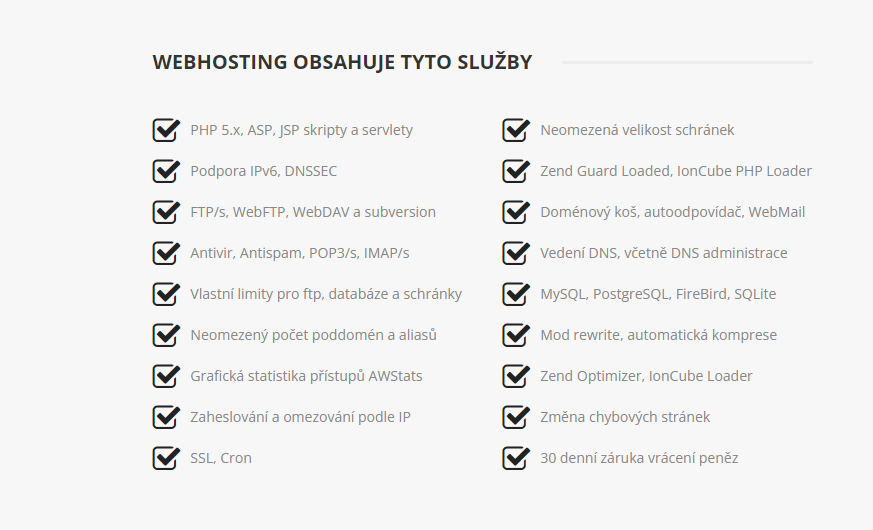 WEBHOSTING OBSAHUJE TYTO SLUŽBY
PHP 5.x, ASP, JSP skripty a servlety
Podpora IPv6, DNSSEC
FTP/s, WebFTP, WebDAV a subversion
Antivir, Antispam, POP3/s, IMAP/s
Vlastní limity pro ftp, databáze a schránky
Neomezený počet poddomén a aliasů
Grafická statistika přístupů AWStats
Zaheslování a omezování podle IP
SSL, Cron
Neomezená velikost schránek
Zend Guard Loaded, IonCube PHP Loader
Doménový koš, autoodpovídač, WebMail
Vedení DNS, včetně DNS administrace
MySQL, PostgreSQL, FireBird, SQLite
Mod rewrite, automatická komprese
Zend Optimizer, IonCube Loader
Změna chybových stránek
30 denní záruka vrácení peněz